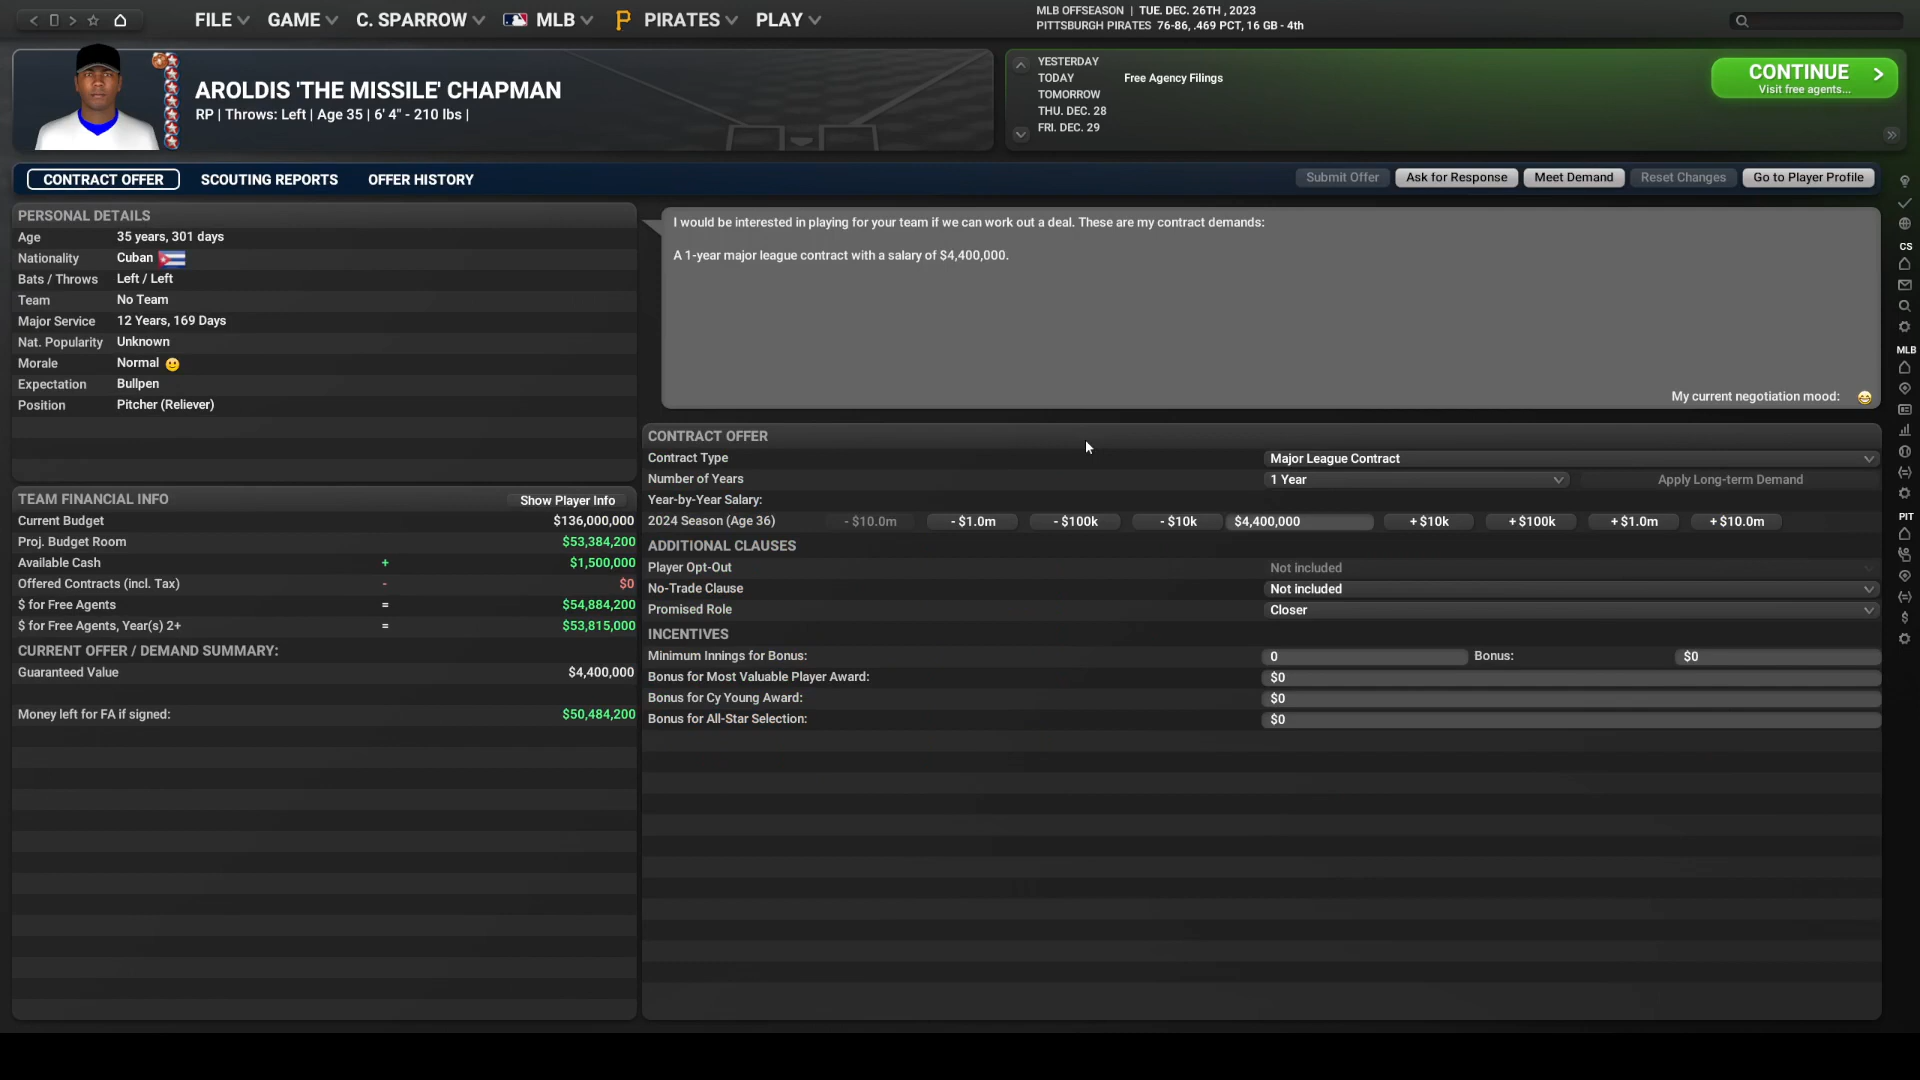 FILE GAME C. SPARROW MLB PIRATES PLAY
MLB OFFSEASON | TUE. DEC. 26TH , 2023
PITTSBURGH PIRATES 76-86, .469 PCT, 16 GB - 4th
AROLDIS 'THE MISSILE' CHAPMAN
RP | Throws: Left | Age 35 | 6' 4" - 210 lbs |
YESTERDAY
TODAY Free Agency Filings
TOMORROW
THU. DEC. 28
FRI. DEC. 29
CONTINUE
Visit free agents...
CONTRACT OFFER SCOUTING REPORTS OFFER HISTORY
Submit Offer Ask for Response Meet Demand Reset Changes Go to Player Profile
PERSONAL DETAILS
Age 35 years, 301 days
Nationality Cuban
Bats / Throws Left / Left
Team No Team
Major Service 12 Years, 169 Days
Nat. Popularity Unknown
Morale Normal
Expectation Bullpen
Position Pitcher (Reliever)
TEAM FINANCIAL INFO Show Player Info
Current Budget $136,000,000
Proj. Budget Room $53,384,200
Available Cash + $1,500,000
Offered Contracts (incl. Tax) - $0
$ for Free Agents = $54,884,200
$ for Free Agents, Year(s) 2+ = $53,815,000
CURRENT OFFER / DEMAND SUMMARY:
Guaranteed Value $4,400,000
Money left for FA if signed: $50,484,200
I would be interested in playing for your team if we can work out a deal. These are my contract demands:
A 1-year major league contract with a salary of $4,400,000.
My current negotiation mood:
CONTRACT OFFER
Contract Type Major League Contract
Number of Years 1 Year Apply Long-term Demand
Year-by-Year Salary:
2024 Season (Age 36) - $10.0m - $1.0m - $100k - $10k $4,400,000 + $10k + $100k + $1.0m + $10.0m
ADDITIONAL CLAUSES
Player Opt-Out Not included
No-Trade Clause Not included
Promised Role Closer
INCENTIVES
Minimum Innings for Bonus: 0 Bonus: $0
Bonus for Most Valuable Player Award: $0
Bonus for Cy Young Award: $0
Bonus for All-Star Selection: $0
CS
MLB
PIT